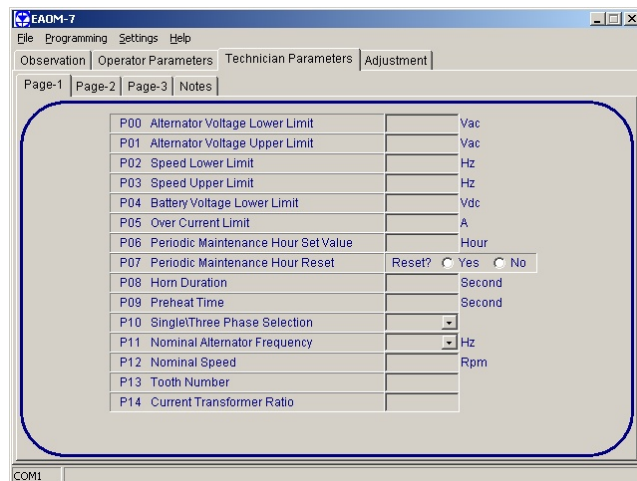 EAOM-7
File Programming Settings Help
Observation Operator Parameters Technician Parameters Adjustment
Page-1 Page-2 Page-3 Notes
P00 Alternator Voltage Lower Limit Vac
P01 Alternator Voltage Upper Limit Vac
P02 Speed Lower Limit Hz
P03 Speed Upper Limit Hz
P04 Battery Voltage Lower Limit Vdc
P05 Over Current Limit A
P06 Periodic Maintenance Hour Set Value Hour
P07 Periodic Maintenance Hour Reset Reset? Yes No
P08 Horn Duration Second
P09 Preheat Time Second
P10 Single\Three Phase Selection
P11 Nominal Alternator Frequency Hz
P12 Nominal Speed Rpm
P13 Tooth Number
P14 Current Transformer Ratio
COM1